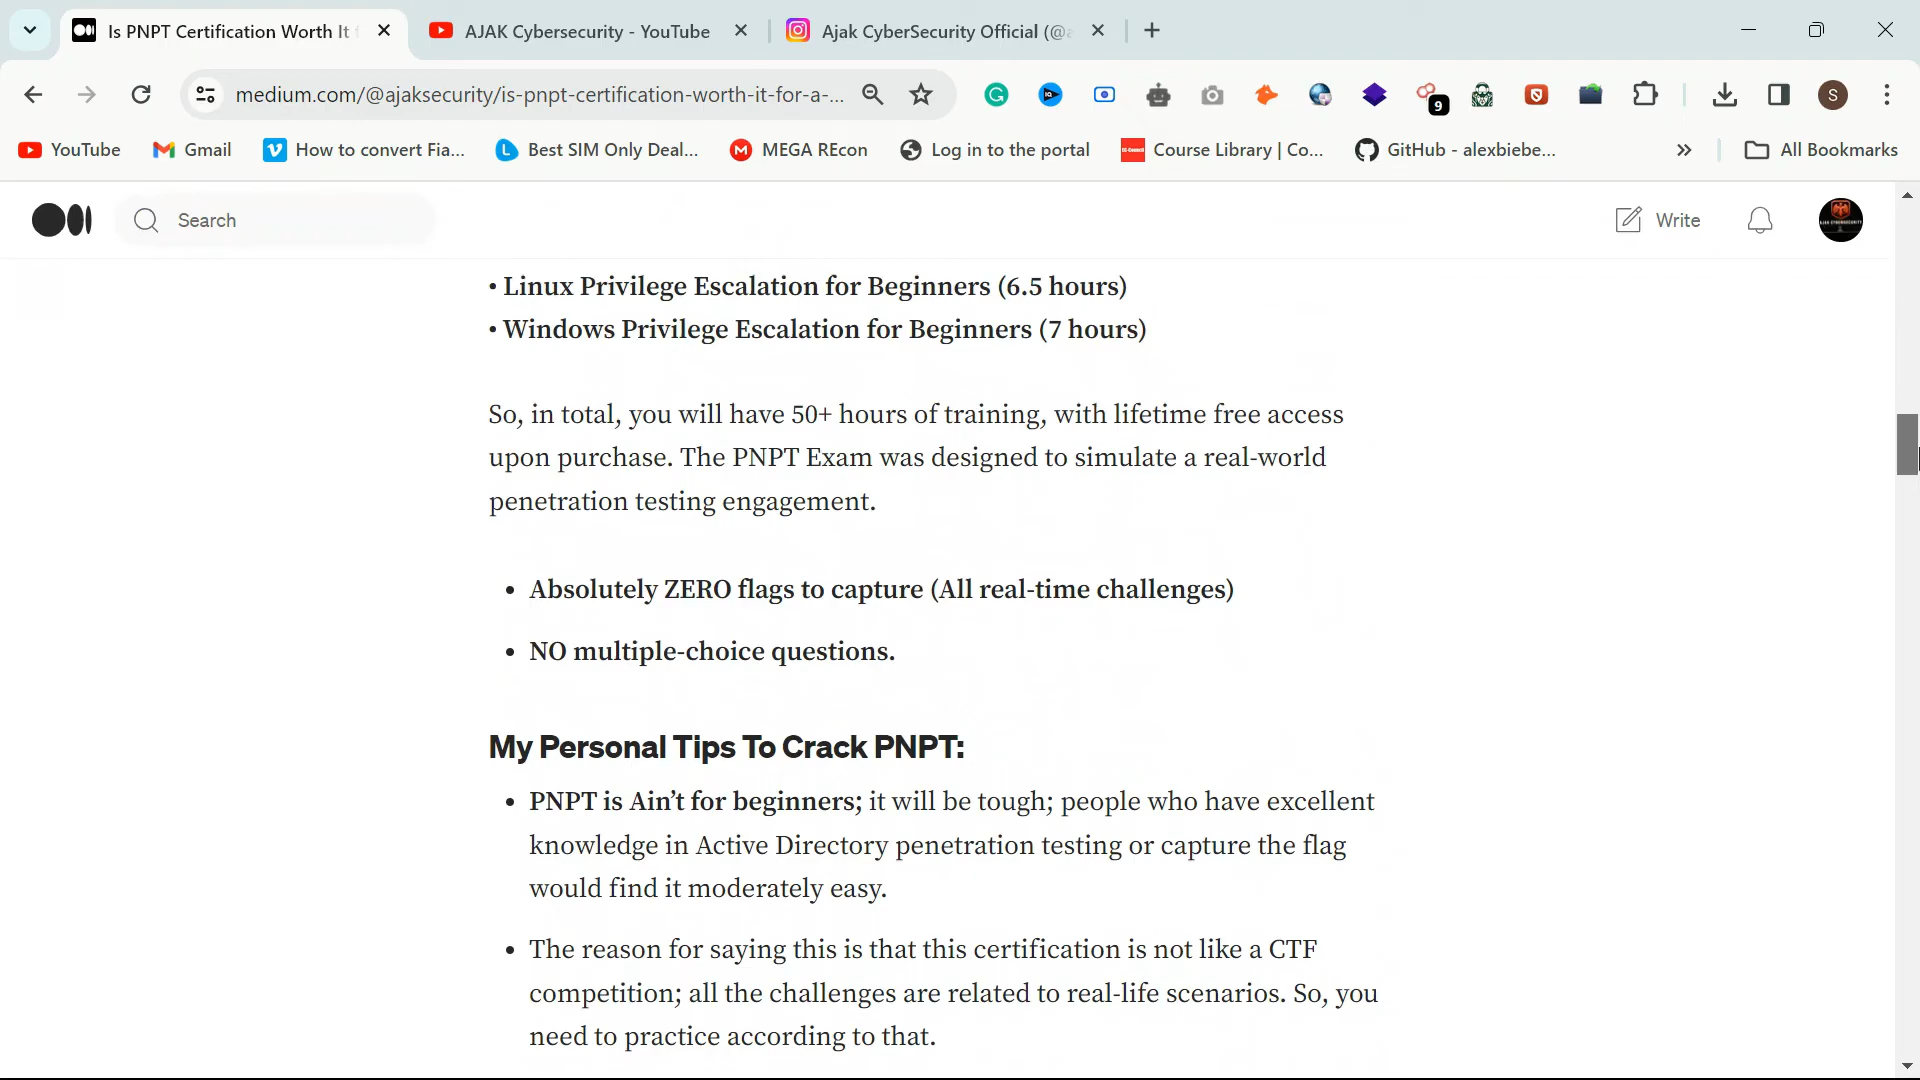 Is PNPT Certification Worth It f
AJAK Cybersecurity - YouTube
Ajak CyberSecurity Official (@a
medium.com/@ajaksecurity/is-pnpt-certification-worth-it-for-a-...
9
S
YouTube
Gmail
How to convert Fia...
Best SIM Only Deal...
MEGA REcon
Log in to the portal
Course Library | Co...
GitHub - alexbiebe...
All Bookmarks
Search
Write
• Linux Privilege Escalation for Beginners (6.5 hours)
• Windows Privilege Escalation for Beginners (7 hours)
So, in total, you will have 50+ hours of training, with lifetime free access
upon purchase. The PNPT Exam was designed to simulate a real-world
penetration testing engagement.
• Absolutely ZERO flags to capture (All real-time challenges)
• NO multiple-choice questions.
My Personal Tips To Crack PNPT:
• PNPT is Ain’t for beginners; it will be tough; people who have excellent
knowledge in Active Directory penetration testing or capture the flag
would find it moderately easy.
• The reason for saying this is that this certification is not like a CTF
competition; all the challenges are related to real-life scenarios. So, you
need to practice according to that.